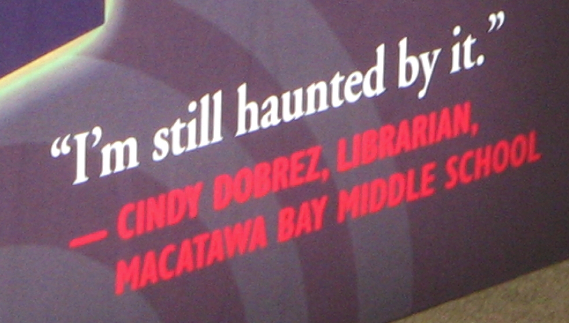 “I’m still haunted by it.”
— CINDY DOBREZ, LIBRARIAN,
MACATAWA BAY MIDDLE SCHOOL